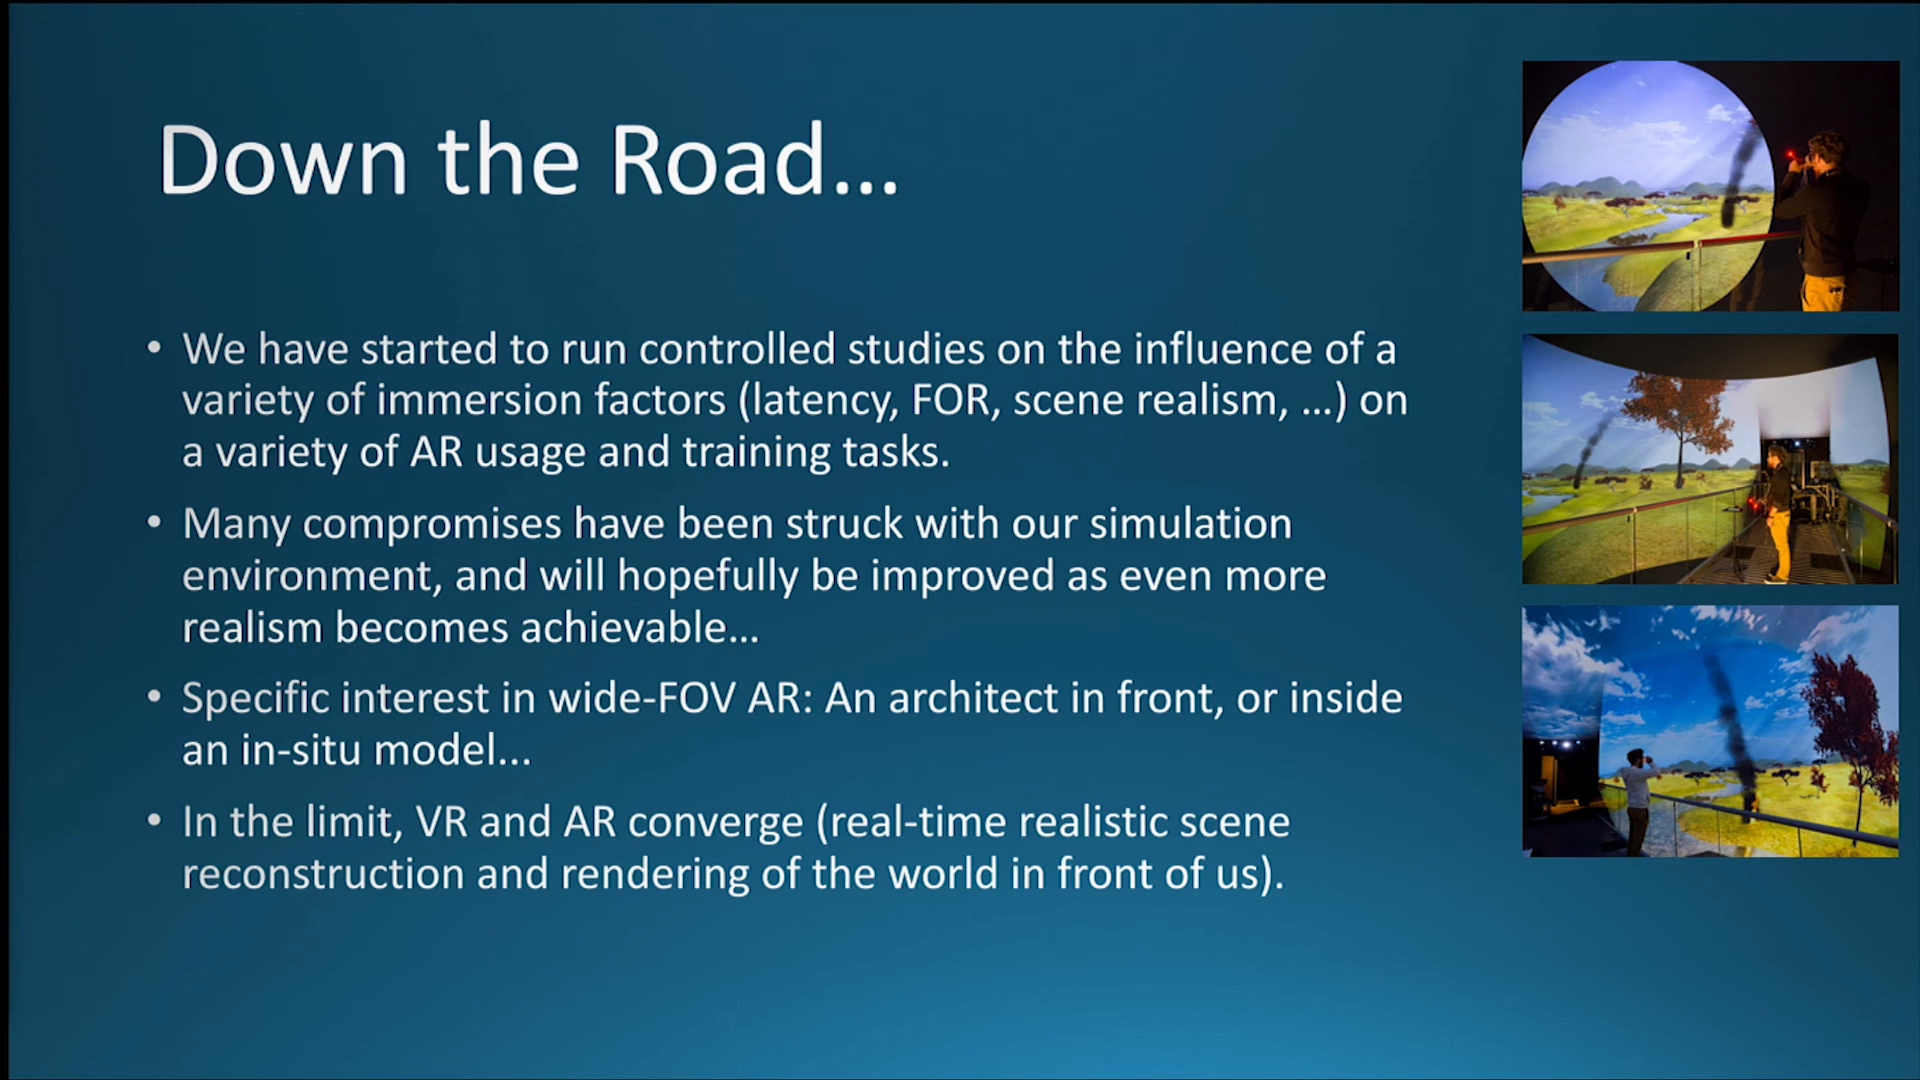 Down the Road...
• We have started to run controlled studies on the influence of a
variety of immersion factors (latency, FOR, scene realism, ...) on
a variety of AR usage and training tasks.
• Many compromises have been struck with our simulation
environment, and will hopefully be improved as even more
realism becomes achievable...
• Specific interest in wide-FOV AR: An architect in front, or inside
an in-situ model...
• In the limit, VR and AR converge (real-time realistic scene
reconstruction and rendering of the world in front of us).